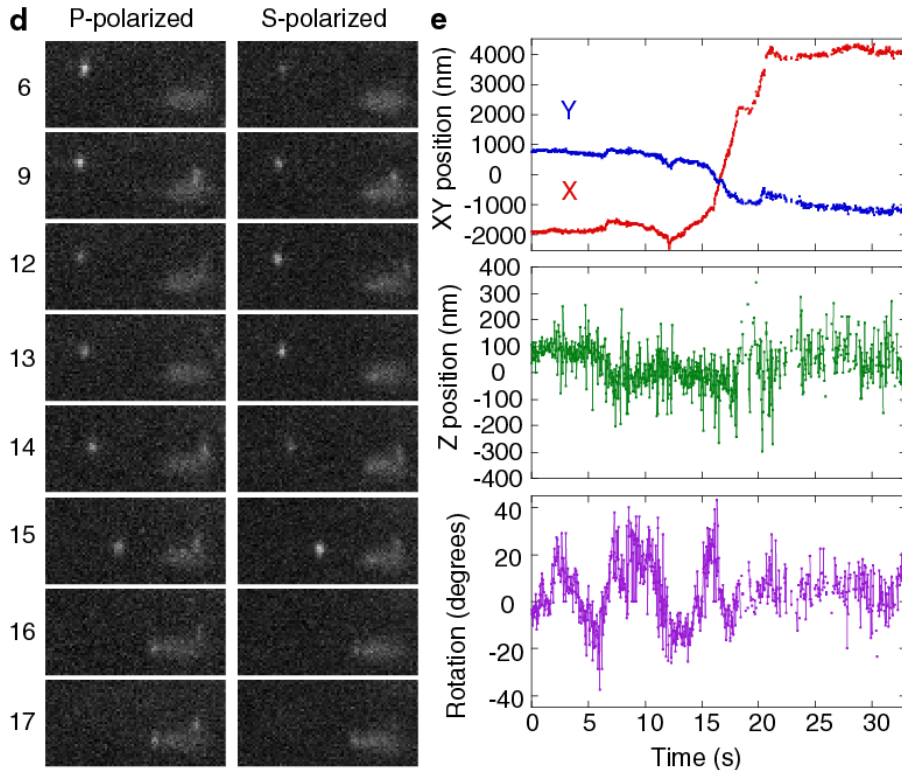 d
P-polarized
S-polarized
6
9
12
13
14
15
16
17
e
XY position (nm)
4000
3000
2000
1000
0
-1000
-2000
Y
X
Z position (nm)
400
300
200
100
0
-100
-200
-300
-400
Rotation (degrees)
40
20
0
-20
-40
0 5 10 15 20 25 30
Time (s)